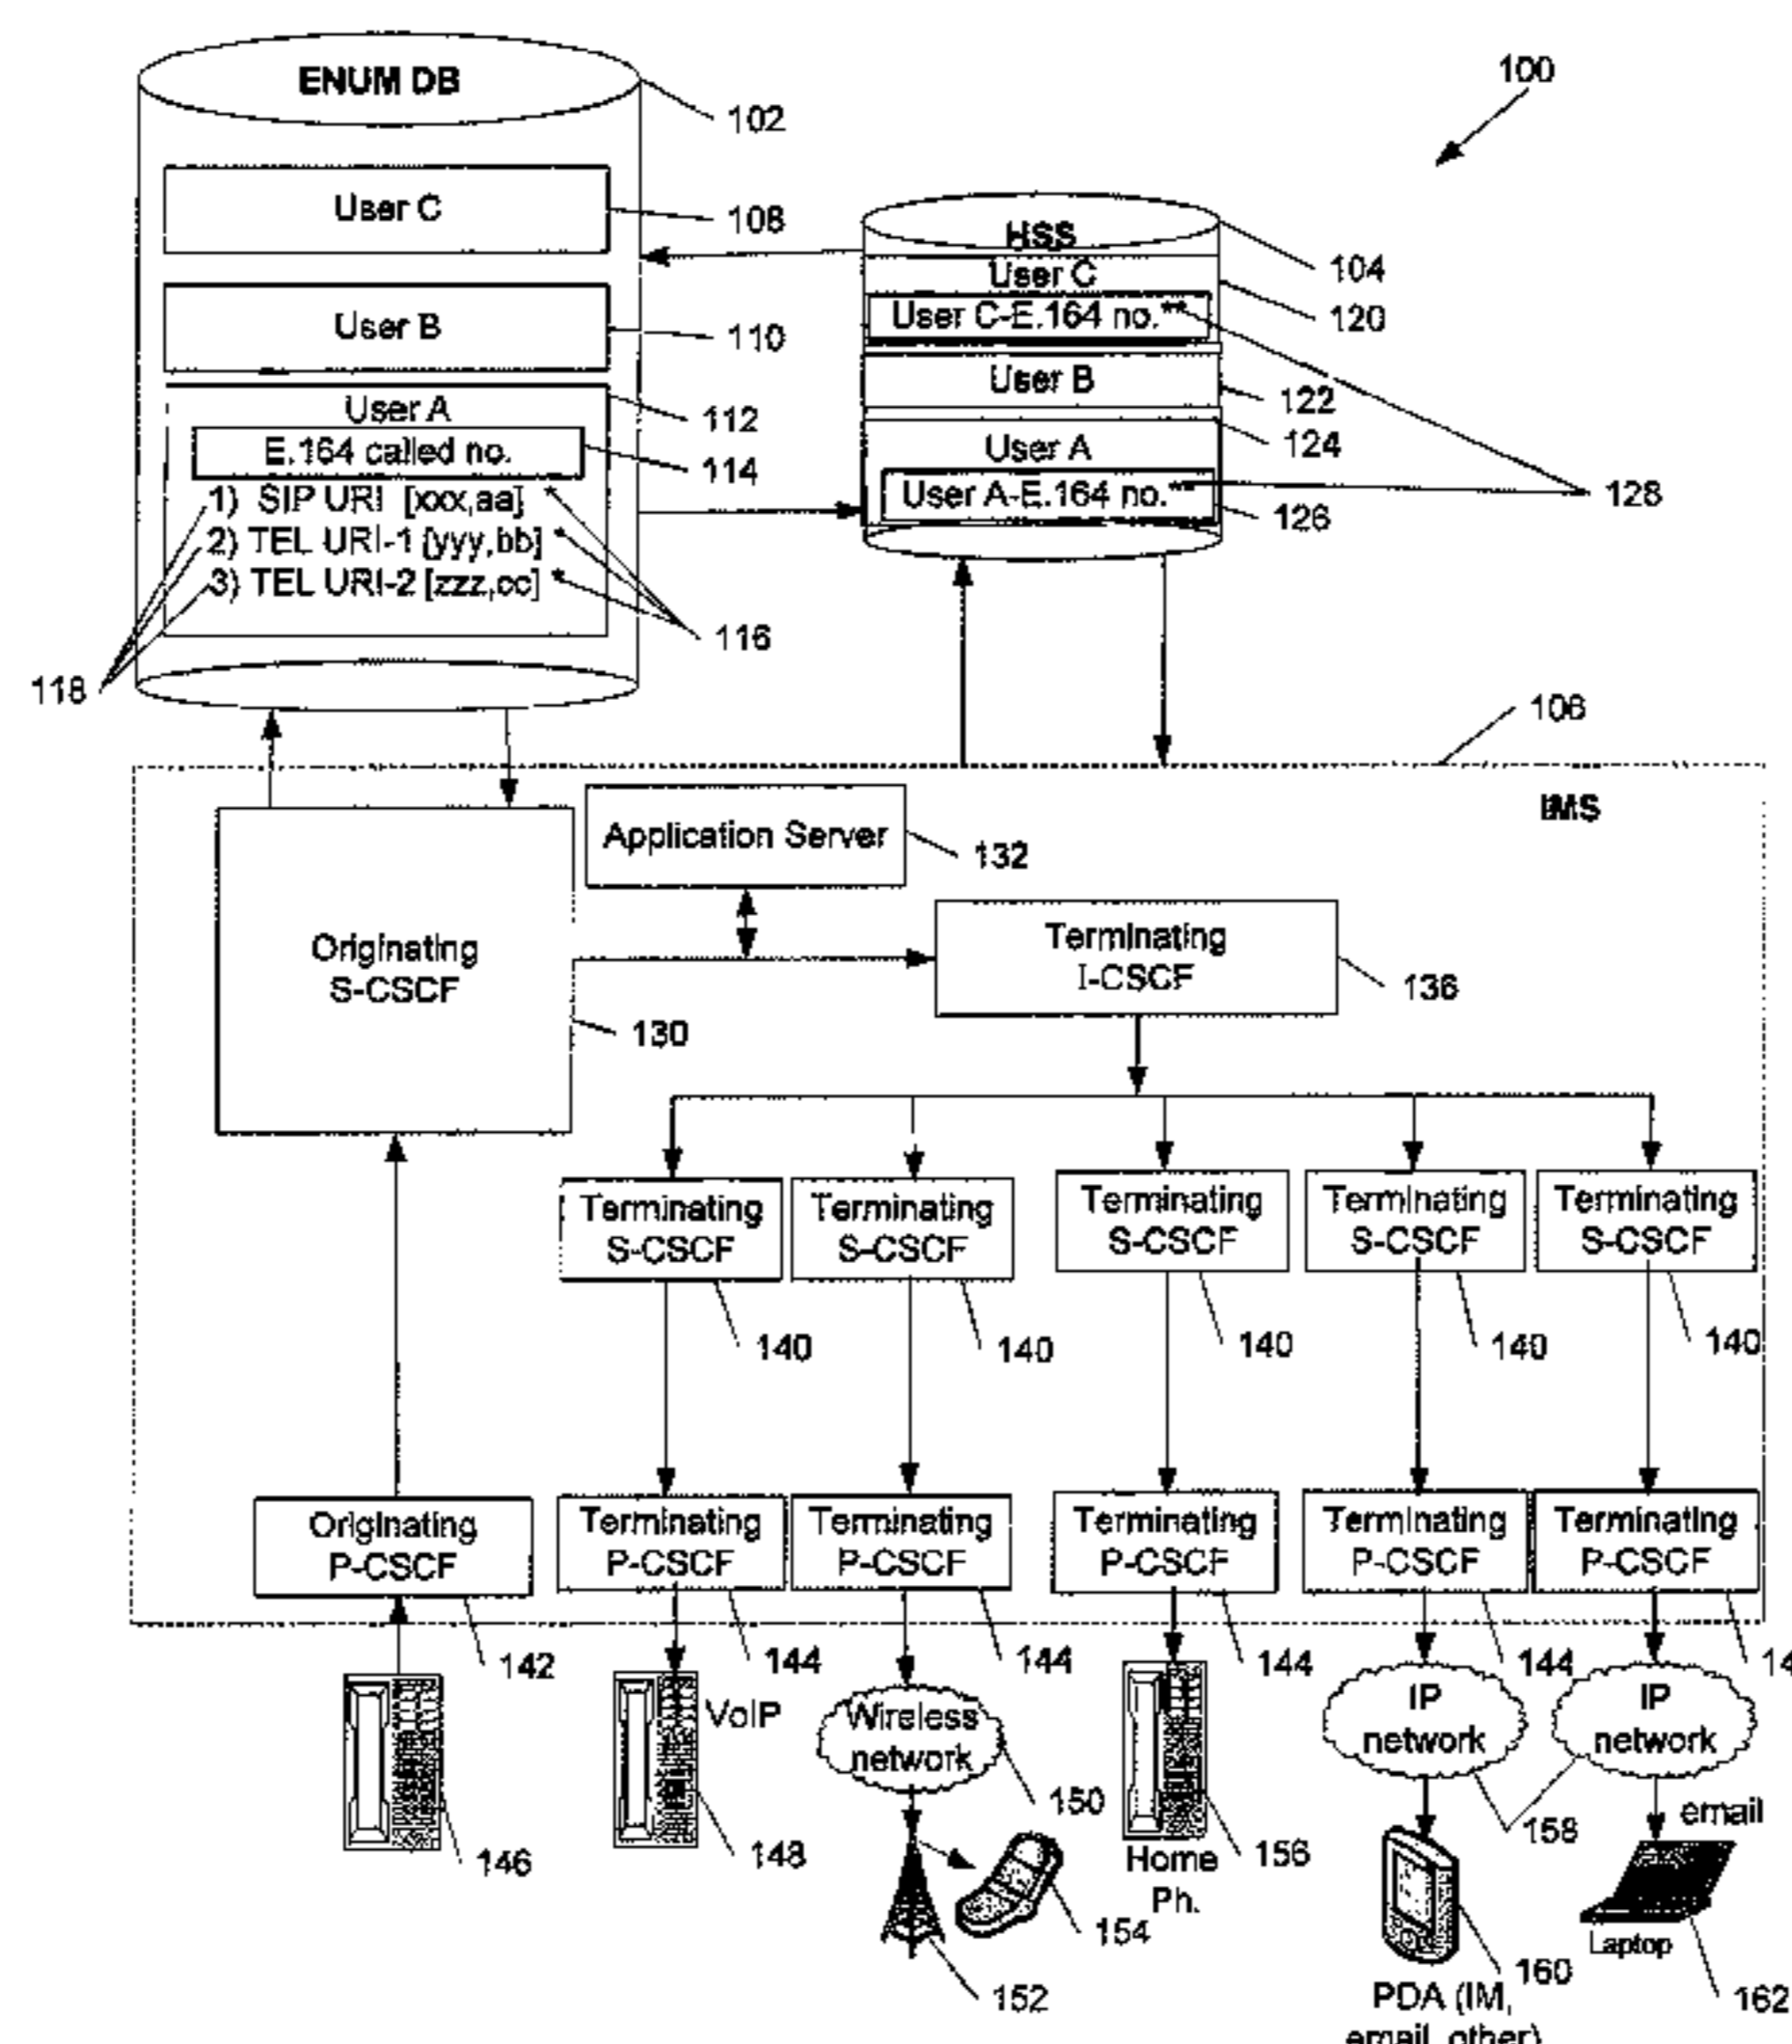 100
ENUM DB
102
User C
108
User B
110
User A
112
E.164 called no.
114
1) SIP URI [xxx,aa] *
2) TEL URI-1 [yyy,bb] *
3) TEL URI-2 [zzz,cc] *
116
118
HSS
104
User C
120
User C-E.164 no.**
User B
122
124
User A
User A-E.164 no.**
126
128
106
IMS
Application Server
132
Originating
S-CSCF
130
Terminating
I-CSCF
136
Terminating
S-CSCF
140
Terminating
S-CSCF
140
Terminating
S-CSCF
140
Terminating
S-CSCF
140
Terminating
S-CSCF
140
Originating
P-CSCF
142
Terminating
P-CSCF
144
Terminating
P-CSCF
144
Terminating
P-CSCF
144
Terminating
P-CSCF
144
Terminating
P-CSCF
146
VoIP
148
Wireless
network
150
152
154
Home
Ph.
156
IP
network
IP
network
158
email
PDA (IM,
email, other)
160
Laptop
162